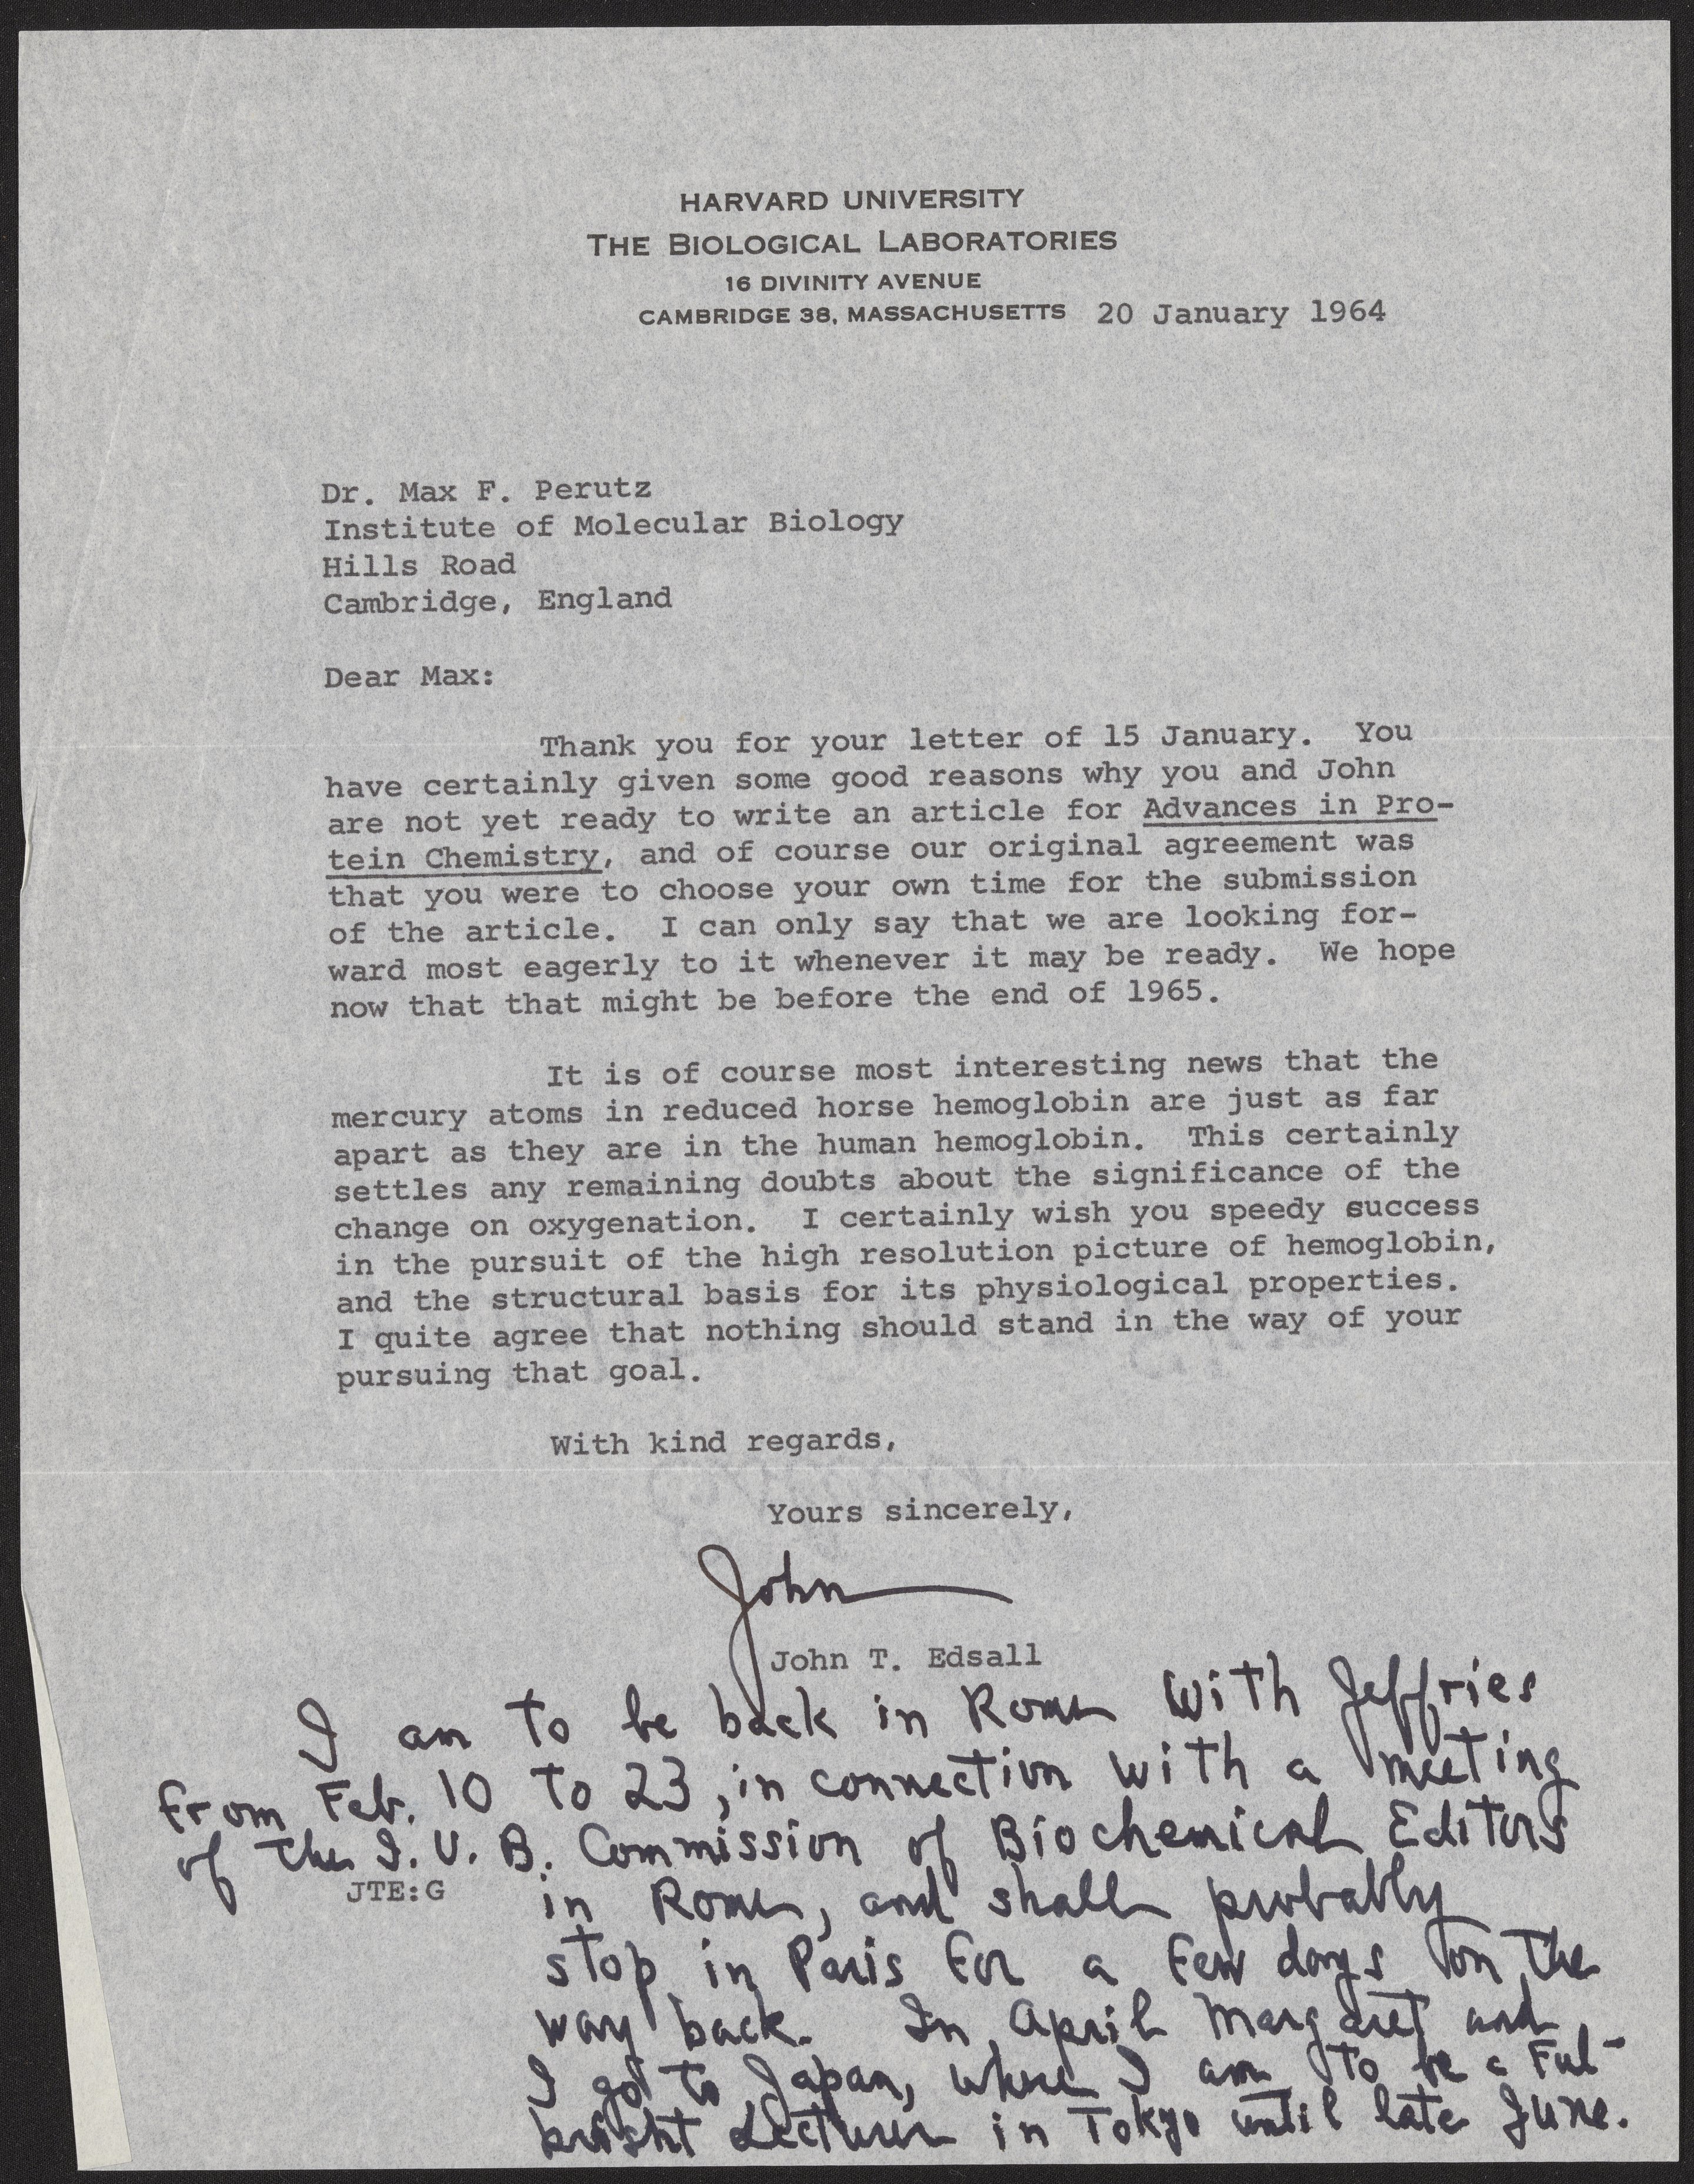 HARVARD UNIVERSITY
THE BIOLOGICAL LABORATORIES
16 DIVINITY AVENUE
CAMBRIDGE 38, MASSACHUSETTS 20 January 1964
Dr. Max F. Perutz
Institute of Molecular Biology
Hills Road
Cambridge, England
Dear Max:
Thank you for your letter of 15 January. You
have certainly given some good reasons why you and John
are not yet ready to write an article for Advances in Pro-
tein Chemistry, and of course our original agreement was
that you were to choose your own time for the submission
of the article. I can only say that we are looking for-
ward most eagerly to it whenever it may be ready. We hope
now that that might be before the end of 1965.
It is of course most interesting news that the
mercury atoms in reduced horse hemoglobin are just as far
apart as they are in the human hemoglobin. This certainly
settles any remaining doubts about the significance of the
change on oxygenation. I certainly wish you speedy success
in the pursuit of the high resolution picture of hemoglobin,
and the structural basis for its physiological properties.
I quite agree that nothing should stand in the way of your
pursuing that goal.
With kind regards,
Yours sincerely,
John
John T. Edsall
I am to be back in Rome with Jeffries
from Feb. 10 to 23, in connection with a meeting
of the I. U. B. Commission of Biochemical Editors
JTE:G
in Rome, and shall probably
stop in Paris for a few days on the
way back. In April Margaret and
I go to Japan, where I am to be a Ful-
bright Lecturer in Tokyo until late June.